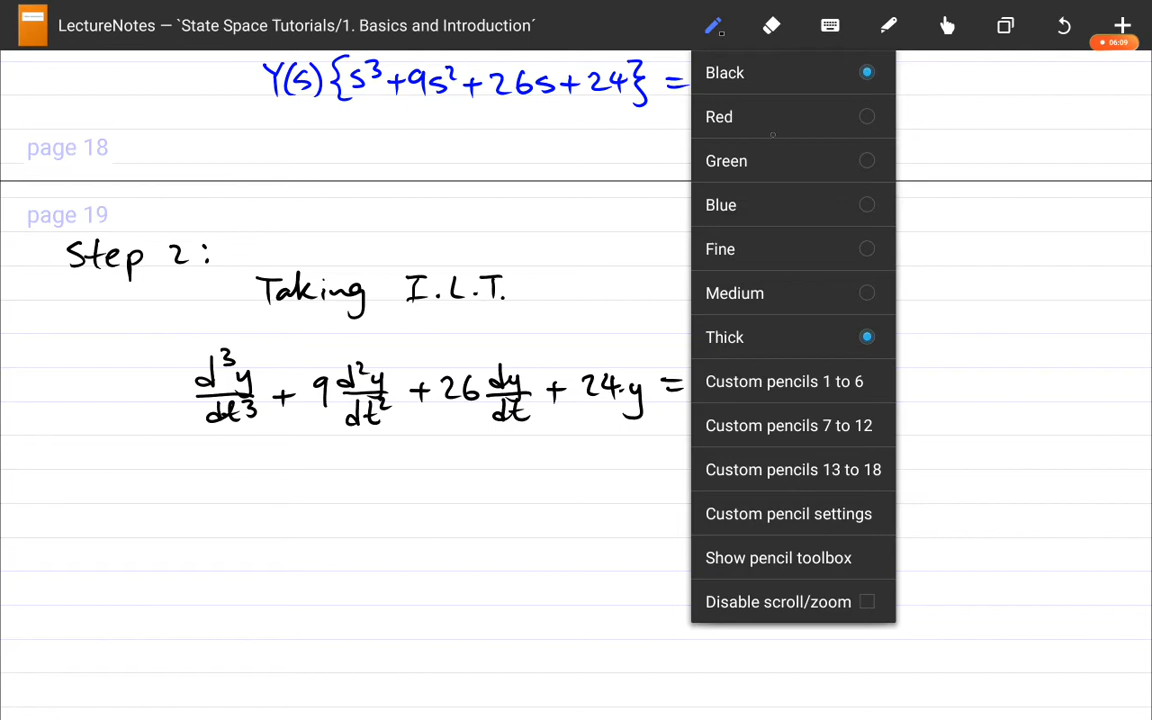 LectureNotes — `State Space Tutorials/1. Basics and Introduction´
06:09
Y(s){s³+9s²+26s+24} =
page 18
page 19
Step 2:
Taking I.L.T.
d³y/dt³ + 9 d²y/dt² + 26 dy/dt + 24.y =
Black
Red
Green
Blue
Fine
Medium
Thick
Custom pencils 1 to 6
Custom pencils 7 to 12
Custom pencils 13 to 18
Custom pencil settings
Show pencil toolbox
Disable scroll/zoom